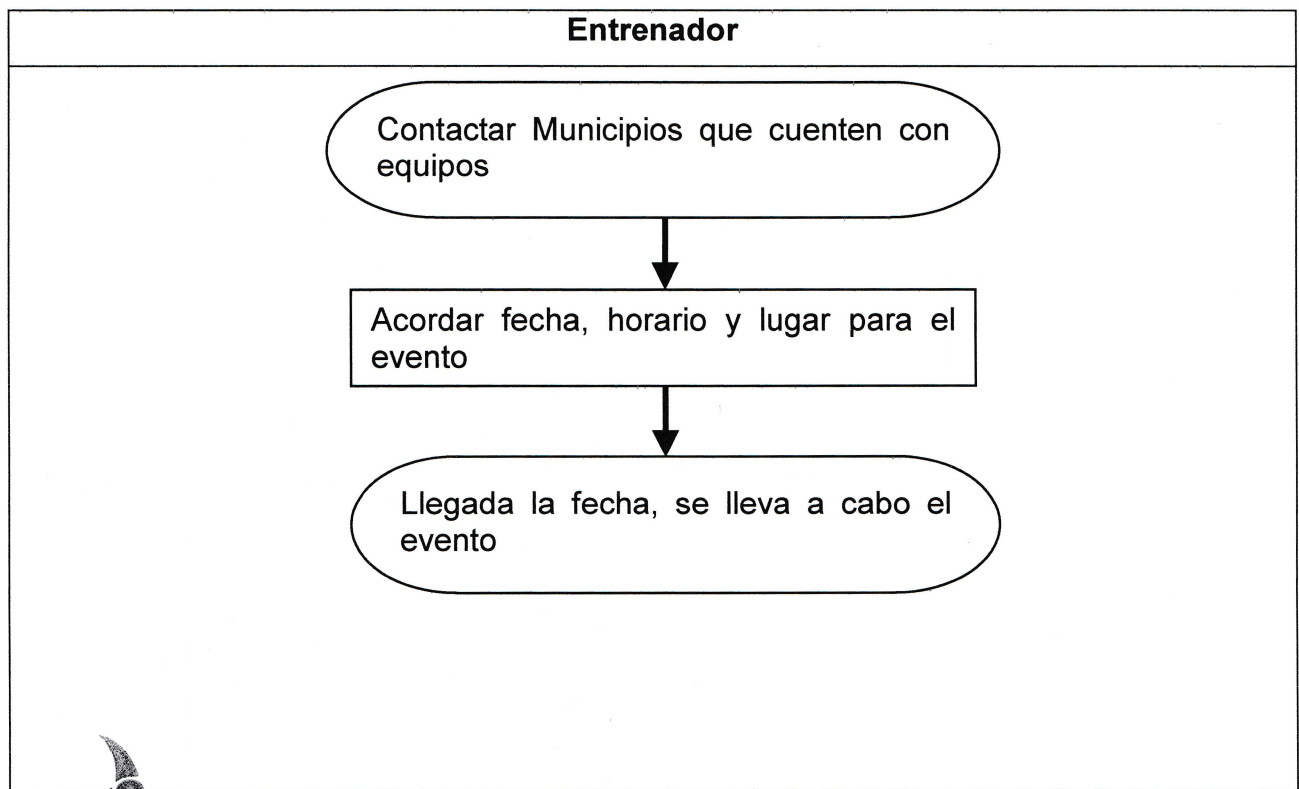 Entrenador
Contactar Municipios que cuenten con
equipos
Acordar fecha, horario y lugar para el
evento
Llegada la fecha, se lleva a cabo el
evento